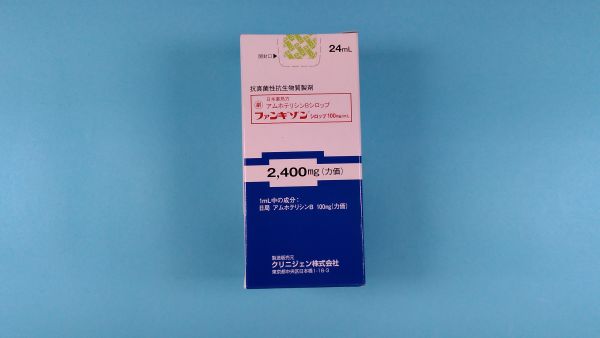 24mL
開封口▶
抗真菌性抗生物質製剤
劇
日本薬局方
アムホテリシンBシロップ
ファンギゾン シロップ100mg/mL
2,400mg(力価)
1mL中の成分:
日局 アムホテリシンB 100mg(力価)
製造販売元
クリニジェン株式会社
東京都中央区日本橋1-16-3